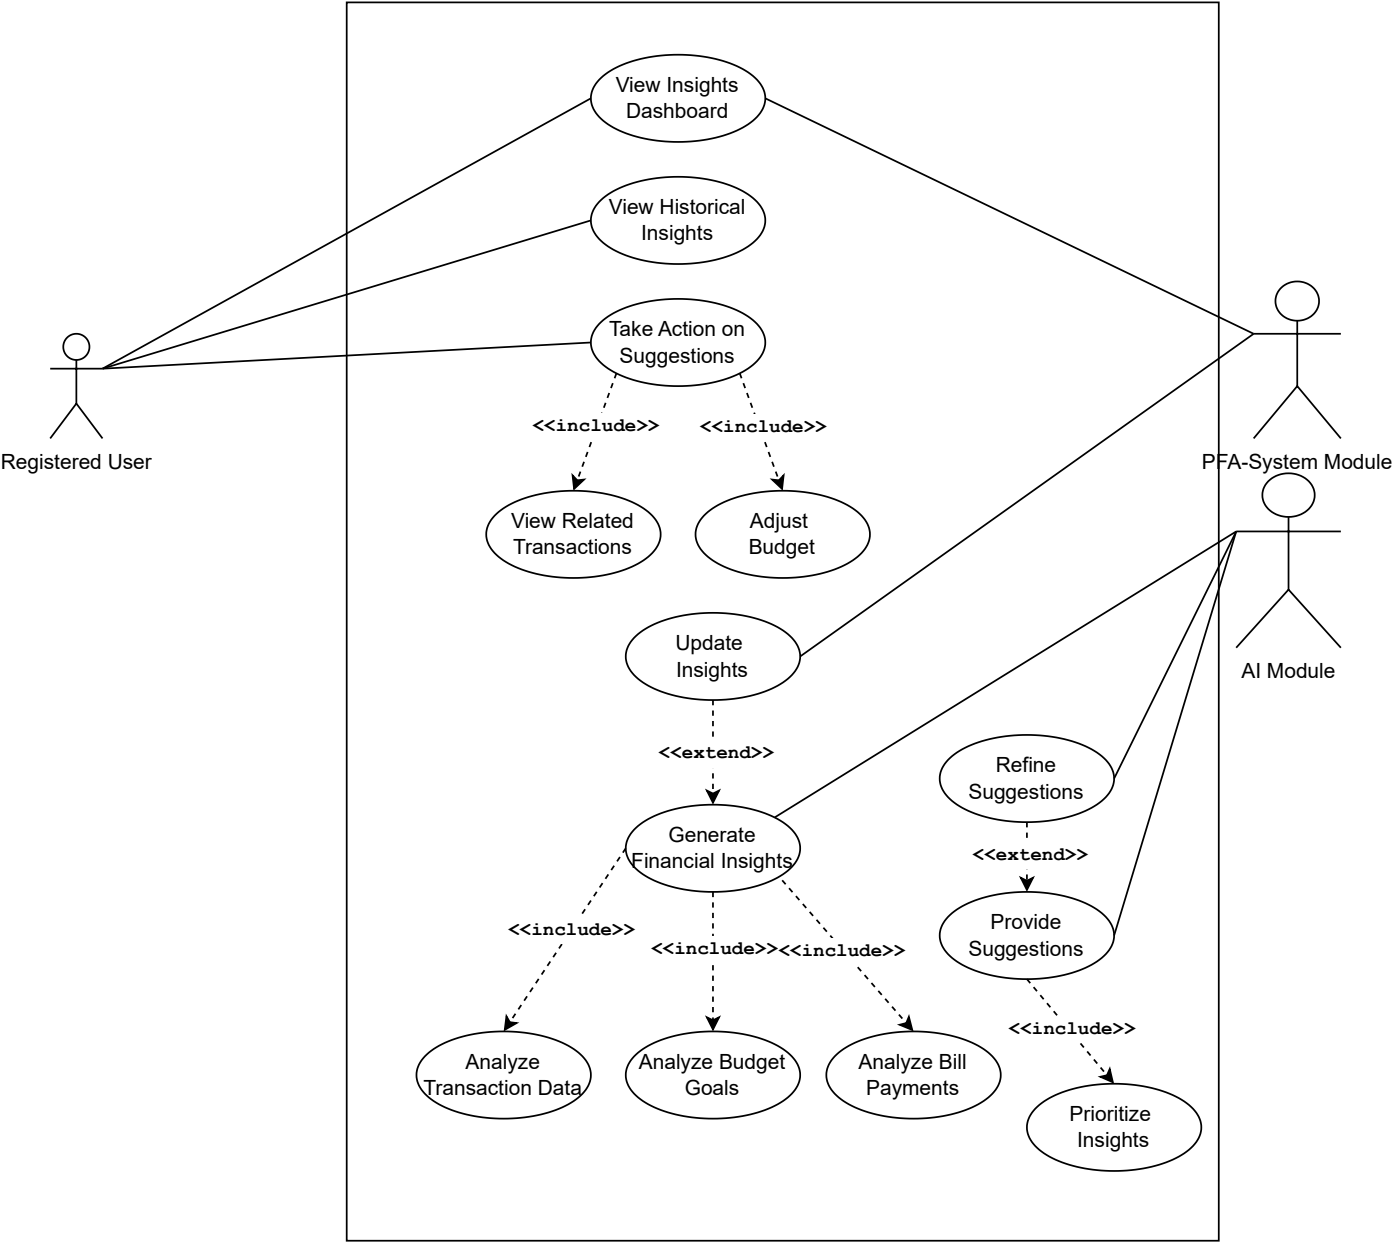 View Insights
Dashboard
View Historical
Insights
Take Action on
Suggestions
<<include>>
<<include>>
Registered User
PFA-System Module
View Related
Transactions
Adjust
Budget
Update
Insights
AI Module
<<extend>>
Refine
Suggestions
Generate
Financial Insights
<<extend>>
Provide
Suggestions
<<include>>
<<include>>
<<include>>
<<include>>
Analyze
Transaction Data
Analyze Budget
Goals
Analyze Bill
Payments
Prioritize
Insights